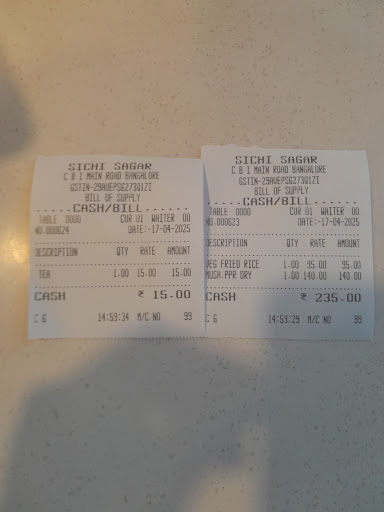 SICHI SAGAR
C B I MAIN ROAD BANGALORE
GSTIN-29AVEPS6273Q1ZI
BILL OF SUPPLY
.....CASH/BILL......
TABLE 0000 CUR 01 WAITER 00
NO.000624 DATE:-17-04-2025
DESCRIPTION QTY RATE AMOUNT
TEA 1.00 15.00 15.00
CASH ₹ 15.00
C 6 14:59:34 M/C NO 99
SICHI SAGAR
C B I MAIN ROAD BANGALORE
GSTIN-29AVEPS6273Q1ZI
BILL OF SUPPLY
.....CASH/BILL......
TABLE 0000 CUR 01 WAITER 00
NO.000623 DATE:-17-04-2025
DESCRIPTION QTY RATE AMOUNT
VEG FRIED RICE 1.00 95.00 95.00
MUSH.PPR DRY 1.00 140.00 140.00
CASH ₹ 235.00
C 6 14:59:29 M/C NO 99